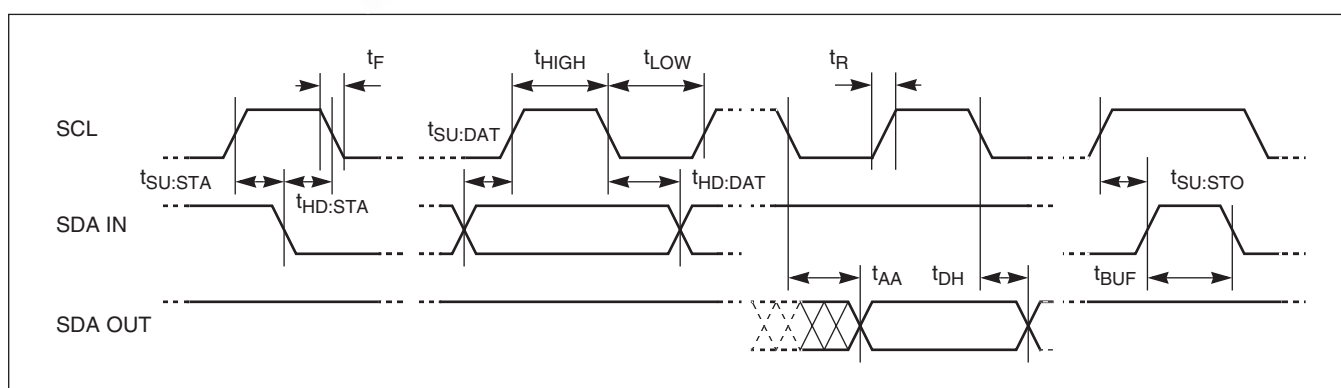 tF
tHIGH
tLOW
tR
SCL
tSU:DAT
tSU:STA
tHD:STA
tHD:DAT
tSU:STO
SDA IN
tAA
tDH
tBUF
SDA OUT